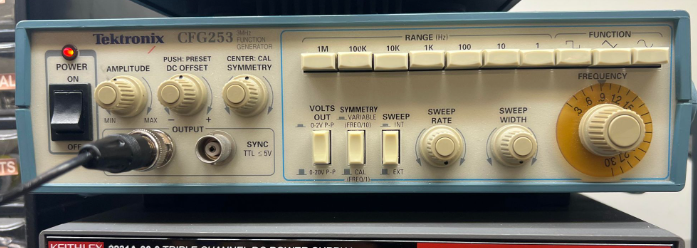 Tektronix CFG253 3MHz FUNCTION GENERATOR
POWER
ON
OFF
AMPLITUDE
MIN MAX
PUSH: PRESET
DC OFFSET
- +
CENTER: CAL
SYMMETRY
OUTPUT
SYNC
TTL ≤ 5V
RANGE (Hz)
1M 100K 10K 1K 100 10 1
FUNCTION
VOLTS OUT
0-2V P-P
0-20V P-P
SYMMETRY
VARIABLE
(FREQ/10)
CAL
(FREQ/1)
SWEEP
INT
EXT
SWEEP RATE
SWEEP WIDTH
FREQUENCY
3 6 9 12 15
27 30
KEITHLEY
TRIPLE CHANNEL DC POWER SUPPLY